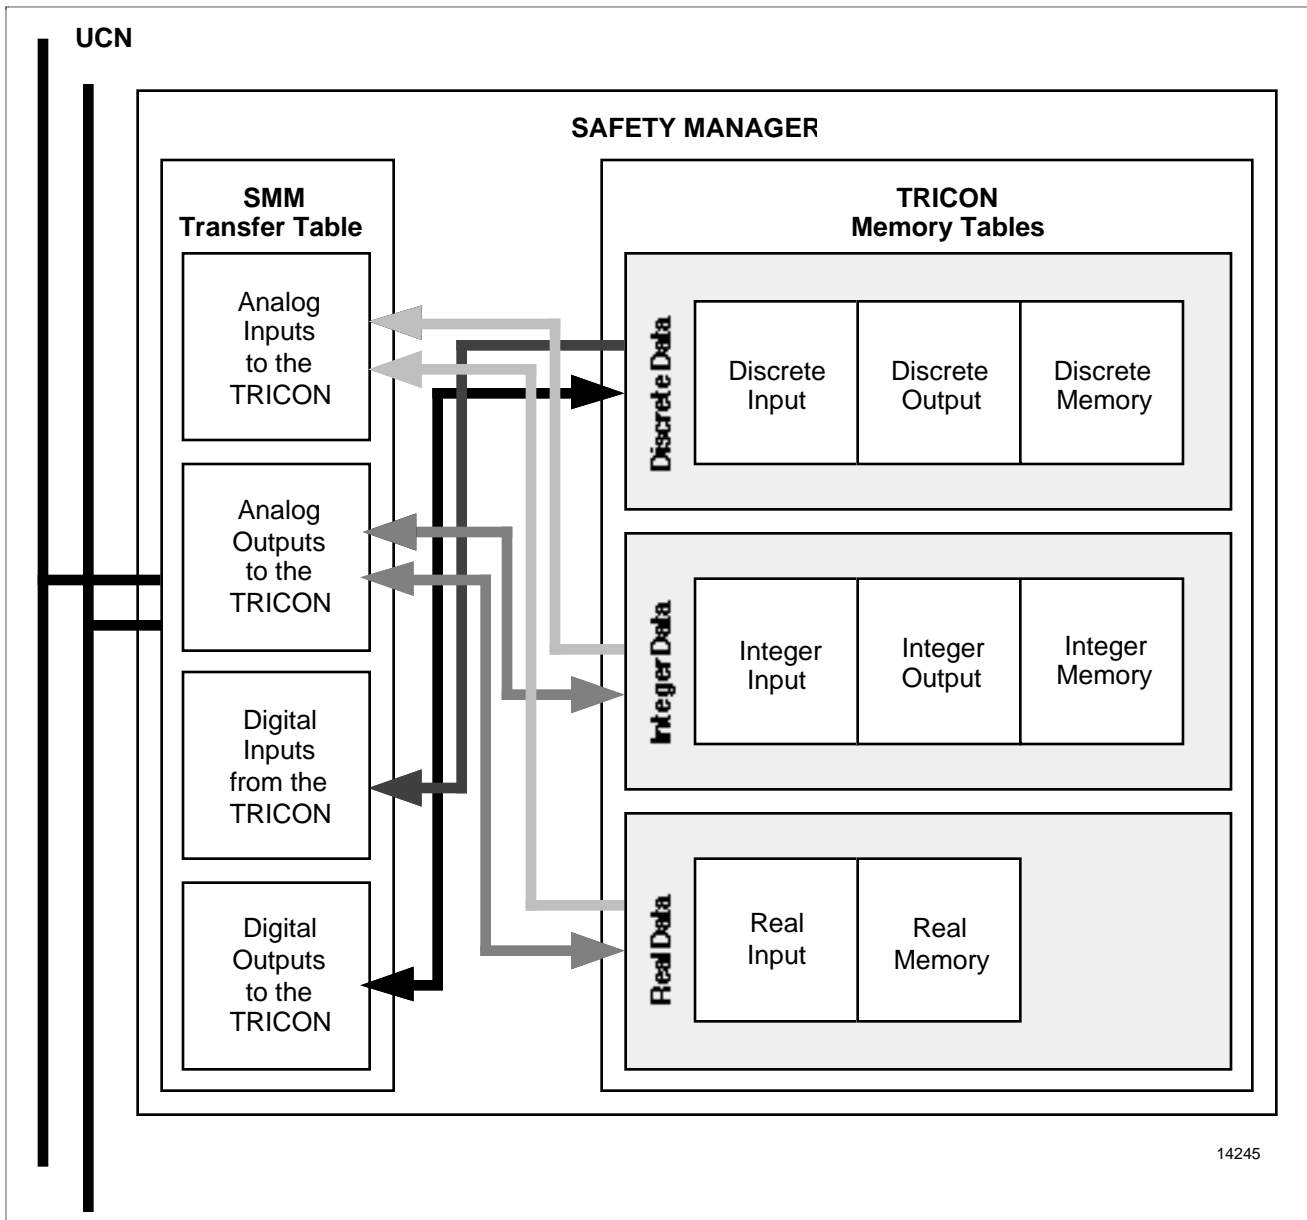 UCN
SAFETY MANAGER
SMM
Transfer Table
Analog
Inputs
to the
TRICON
Analog
Outputs
to the
TRICON
Digital
Inputs
from the
TRICON
Digital
Outputs
to the
TRICON
TRICON
Memory Tables
Discrete Data
Discrete
Input
Discrete
Output
Discrete
Memory
Integer Data
Integer
Input
Integer
Output
Integer
Memory
Real Data
Real
Input
Real
Memory
14245